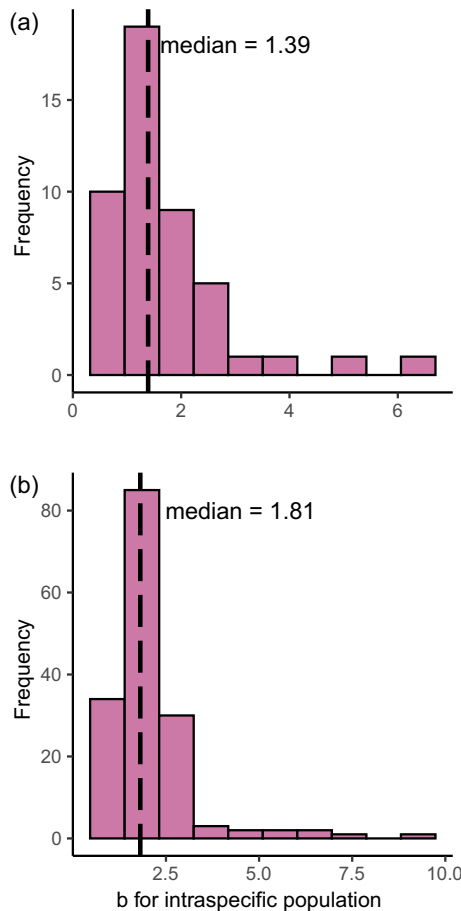 (a)
median = 1.39
Frequency
15
10
5
0
0 2 4 6
(b)
median = 1.81
Frequency
80
60
40
20
0
2.5 5.0 7.5 10.0
b for intraspecific population